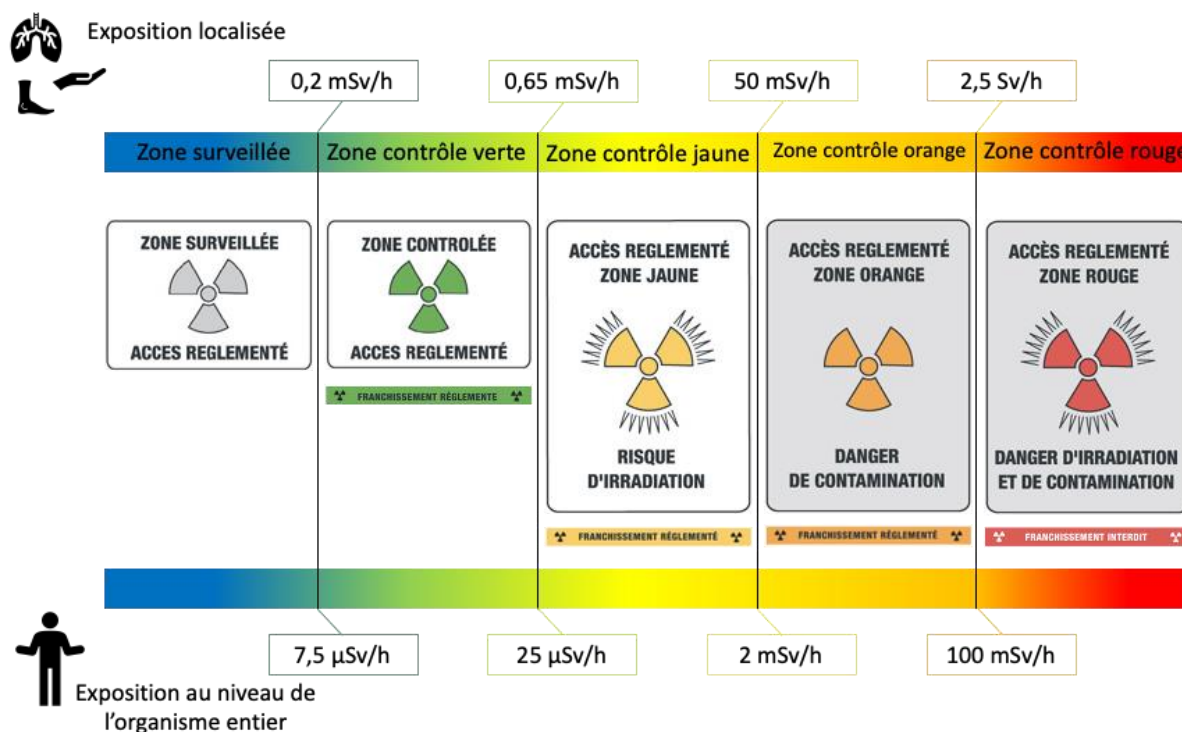 Exposition localisée
0,2 mSv/h
0,65 mSv/h
50 mSv/h
2,5 Sv/h
Zone surveillée
Zone contrôle verte
Zone contrôle jaune
Zone contrôle orange
Zone contrôle rouge
ZONE SURVEILLÉE
ACCES REGLEMENTÉ
ZONE CONTROLÉE
ACCES REGLEMENTÉ
FRANCHISSEMENT RÉGLEMENTE
ACCÈS REGLEMENTÉ
ZONE JAUNE
RISQUE
D'IRRADIATION
FRANCHISSEMENT RÉGLEMENTÉ
ACCÈS REGLEMENTÉ
ZONE ORANGE
DANGER
DE CONTAMINATION
FRANCHISSEMENT RÉGLEMENTÉ
ACCÈS REGLEMENTÉ
ZONE ROUGE
DANGER D'IRRADIATION
ET DE CONTAMINATION
FRANCHISSEMENT INTERDIT
7,5 µSv/h
25 µSv/h
2 mSv/h
100 mSv/h
Exposition au niveau de
l'organisme entier